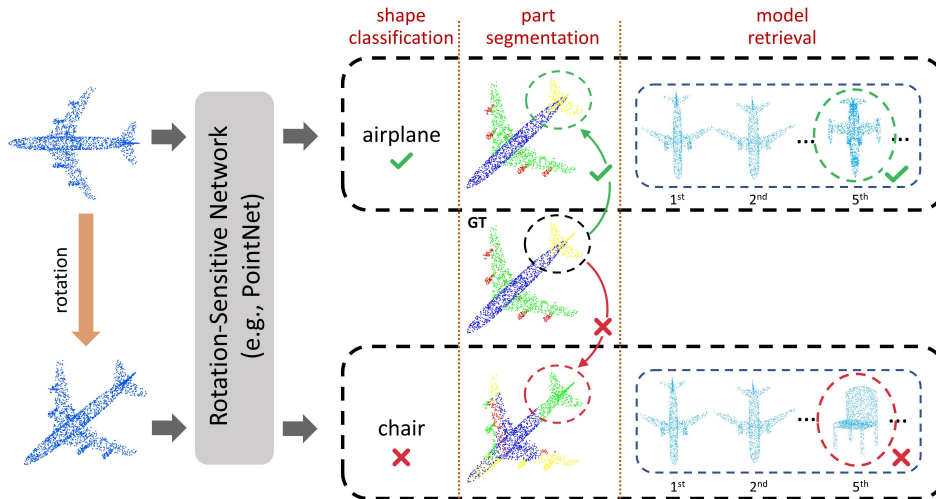 shape
classification
part
segmentation
model
retrieval
rotation
Rotation-Sensitive Network
(e.g., PointNet)
airplane
...
...
1st
2nd
5th
GT
chair
...
...
1st
2nd
5th